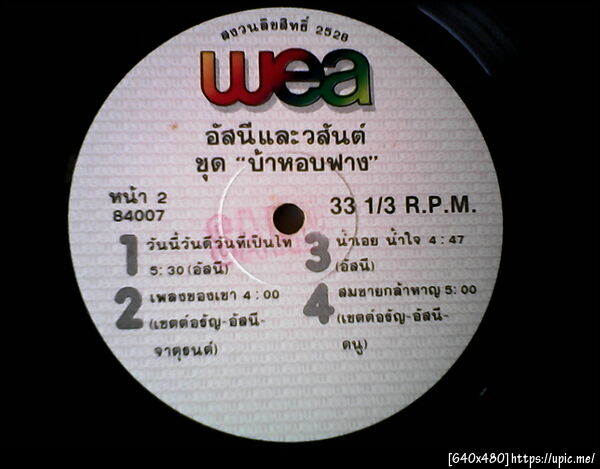 สงวนลิขสิทธิ์ 2528
wea
อัสนีและวสันต์
ชุด "บ้าหอบฟาง"
หน้า 2
84007
33 1/3 R.P.M.
1 วันนี้วันดีวันที่เป็นไท
5:30 (อัสนี)
2 เพลงของเขา 4:00
(เขตต์อรัญ-อัสนี-
จาตุรนต์)
3 น้ำเอย น้ำใจ 4:47
(อัสนี)
4 สมชายกล้าหาญ 5:00
(เขตต์อรัญ-อัสนี-
ดนู)
[640x480]https://upic.me/